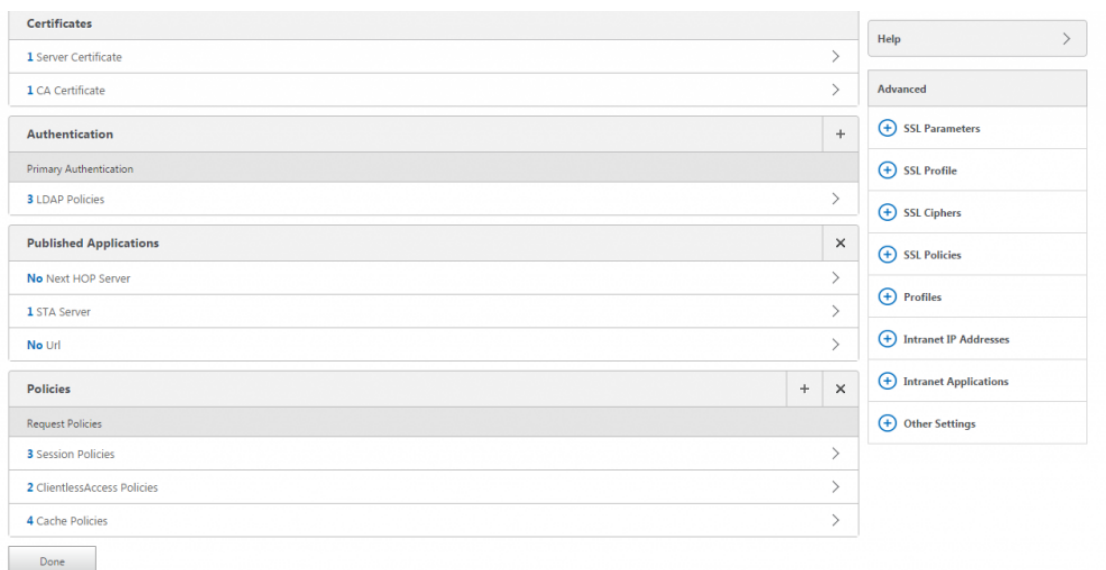 Certificates
1 Server Certificate
1 CA Certificate
Authentication
Primary Authentication
3 LDAP Policies
Published Applications
No Next HOP Server
1 STA Server
No Url
Policies
Request Policies
3 Session Policies
2 ClientlessAccess Policies
4 Cache Policies
Done
Help
Advanced
SSL Parameters
SSL Profile
SSL Ciphers
SSL Policies
Profiles
Intranet IP Addresses
Intranet Applications
Other Settings